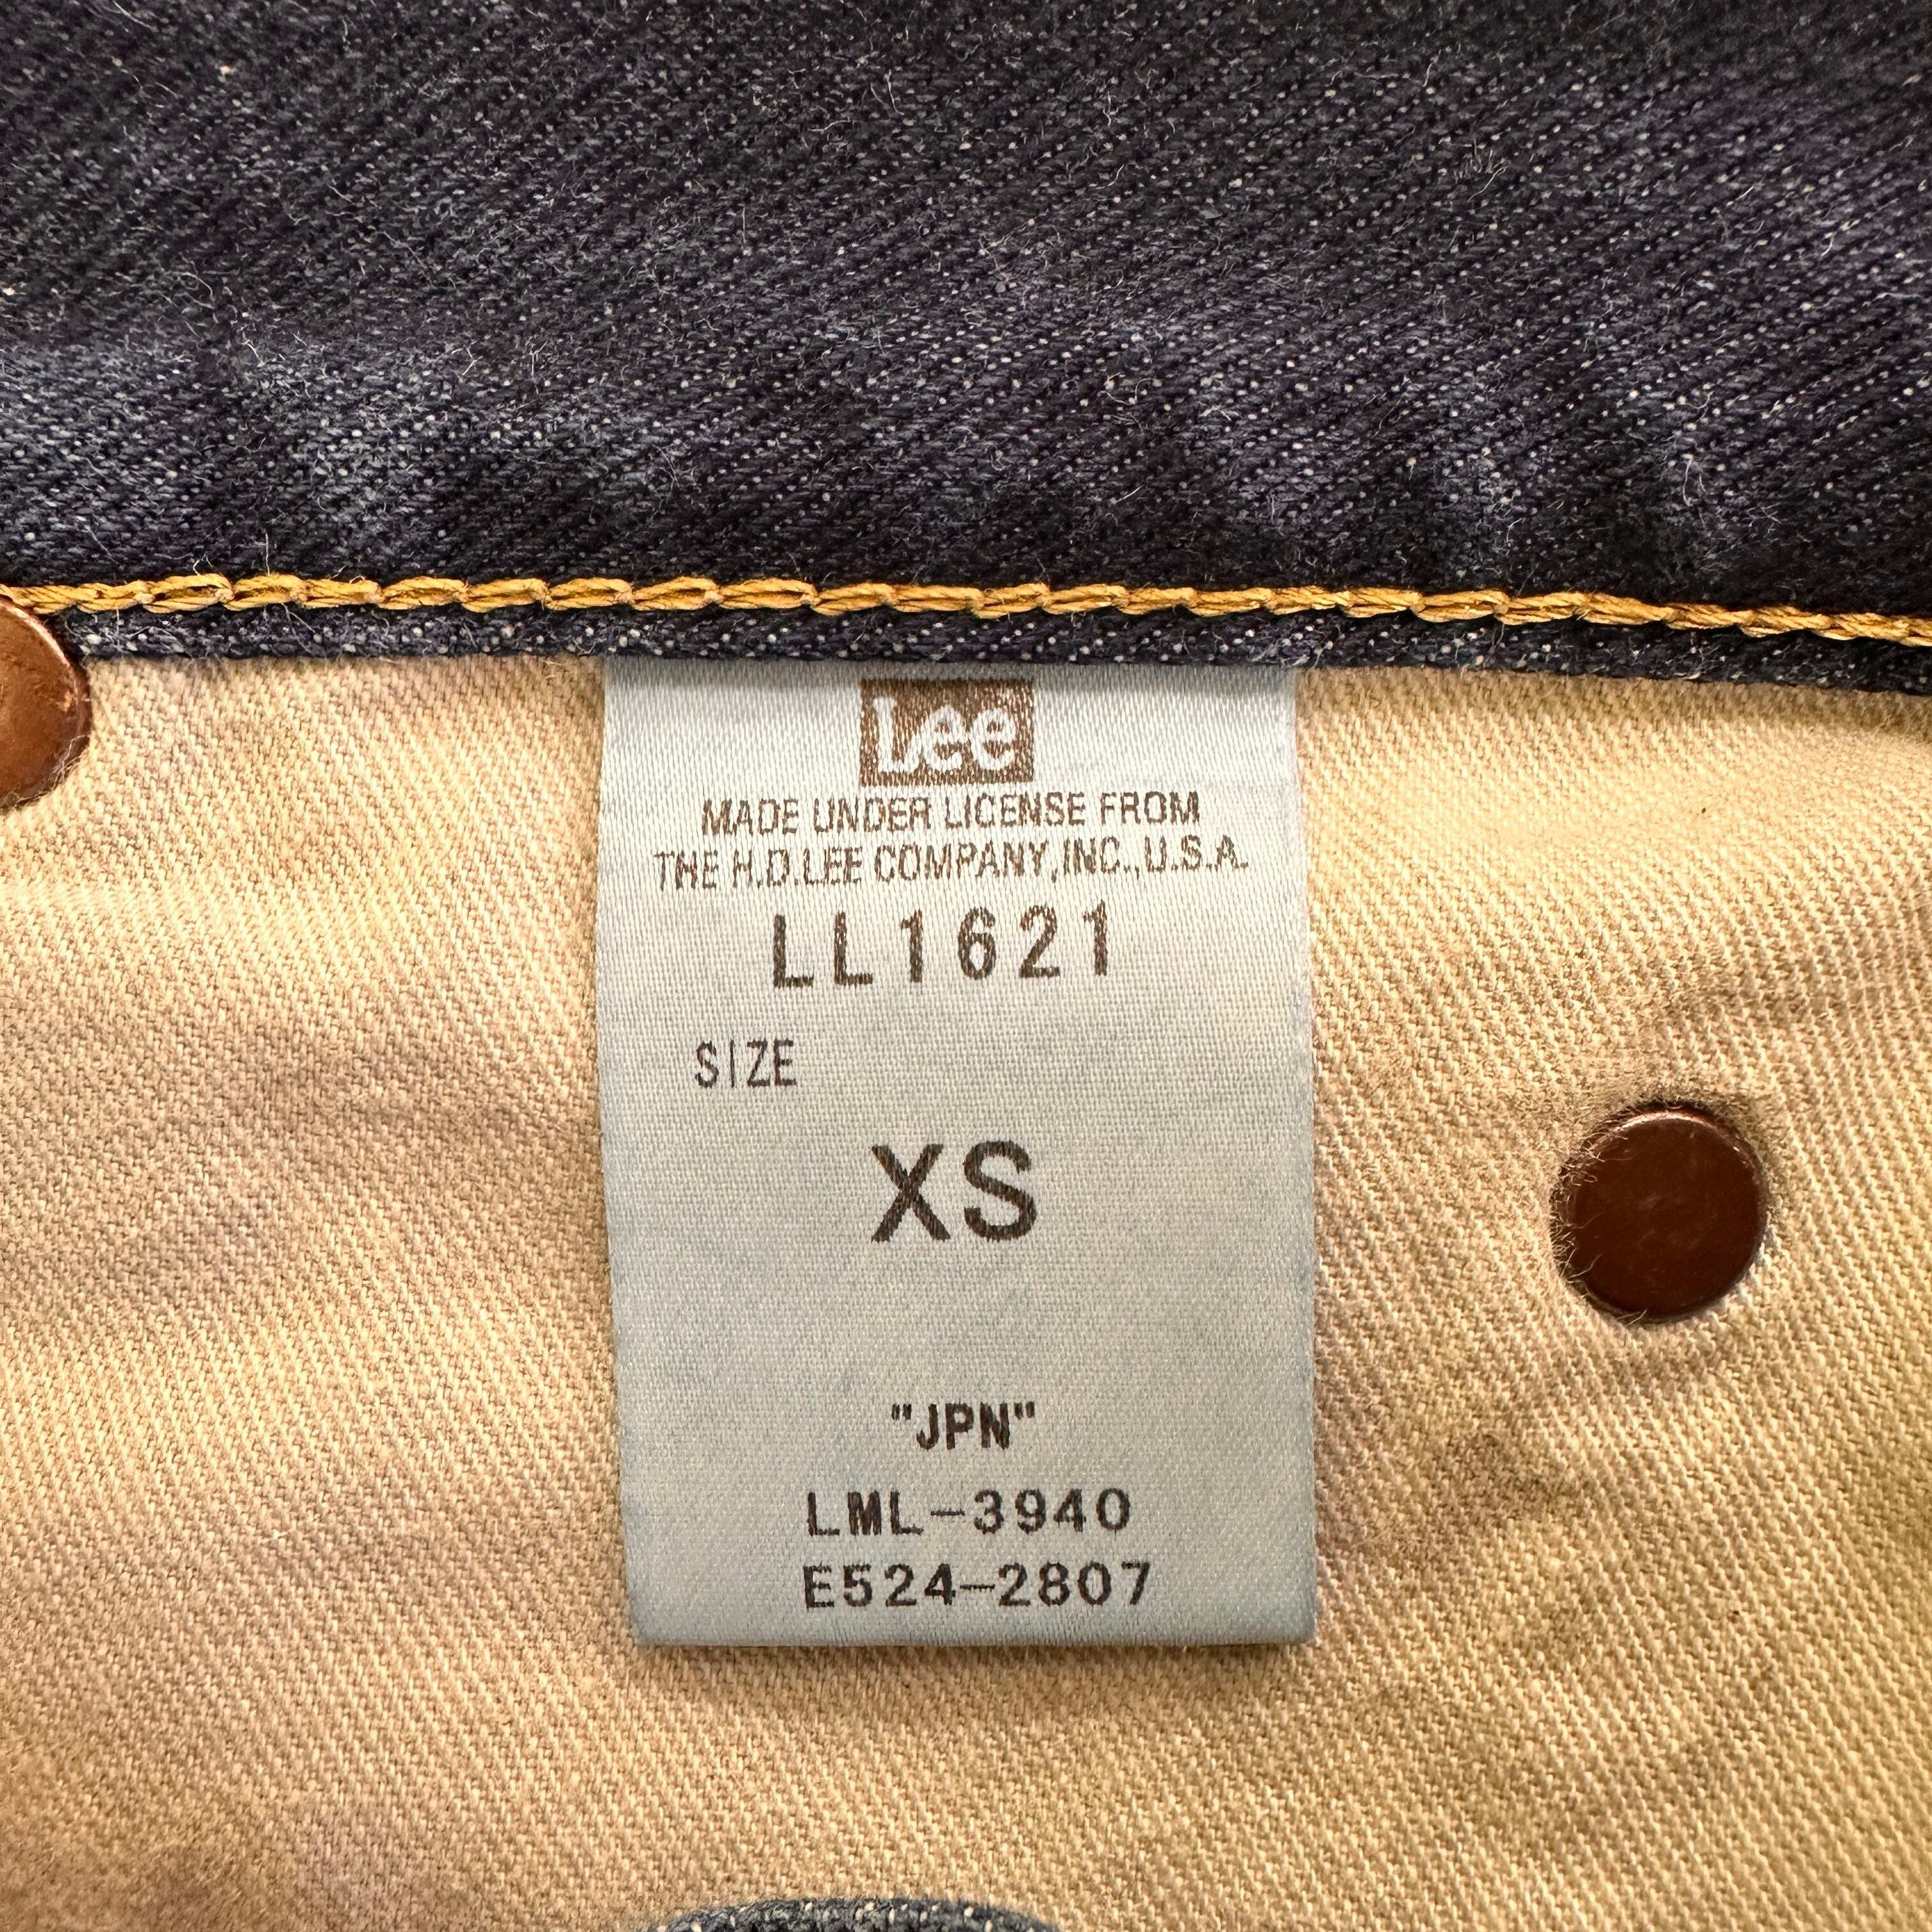 Lee
MADE UNDER LICENSE FROM
THE H.D.LEE COMPANY,INC.,U.S.A.
LL1621
SIZE
XS
"JPN"
LML-3940
E524-2807